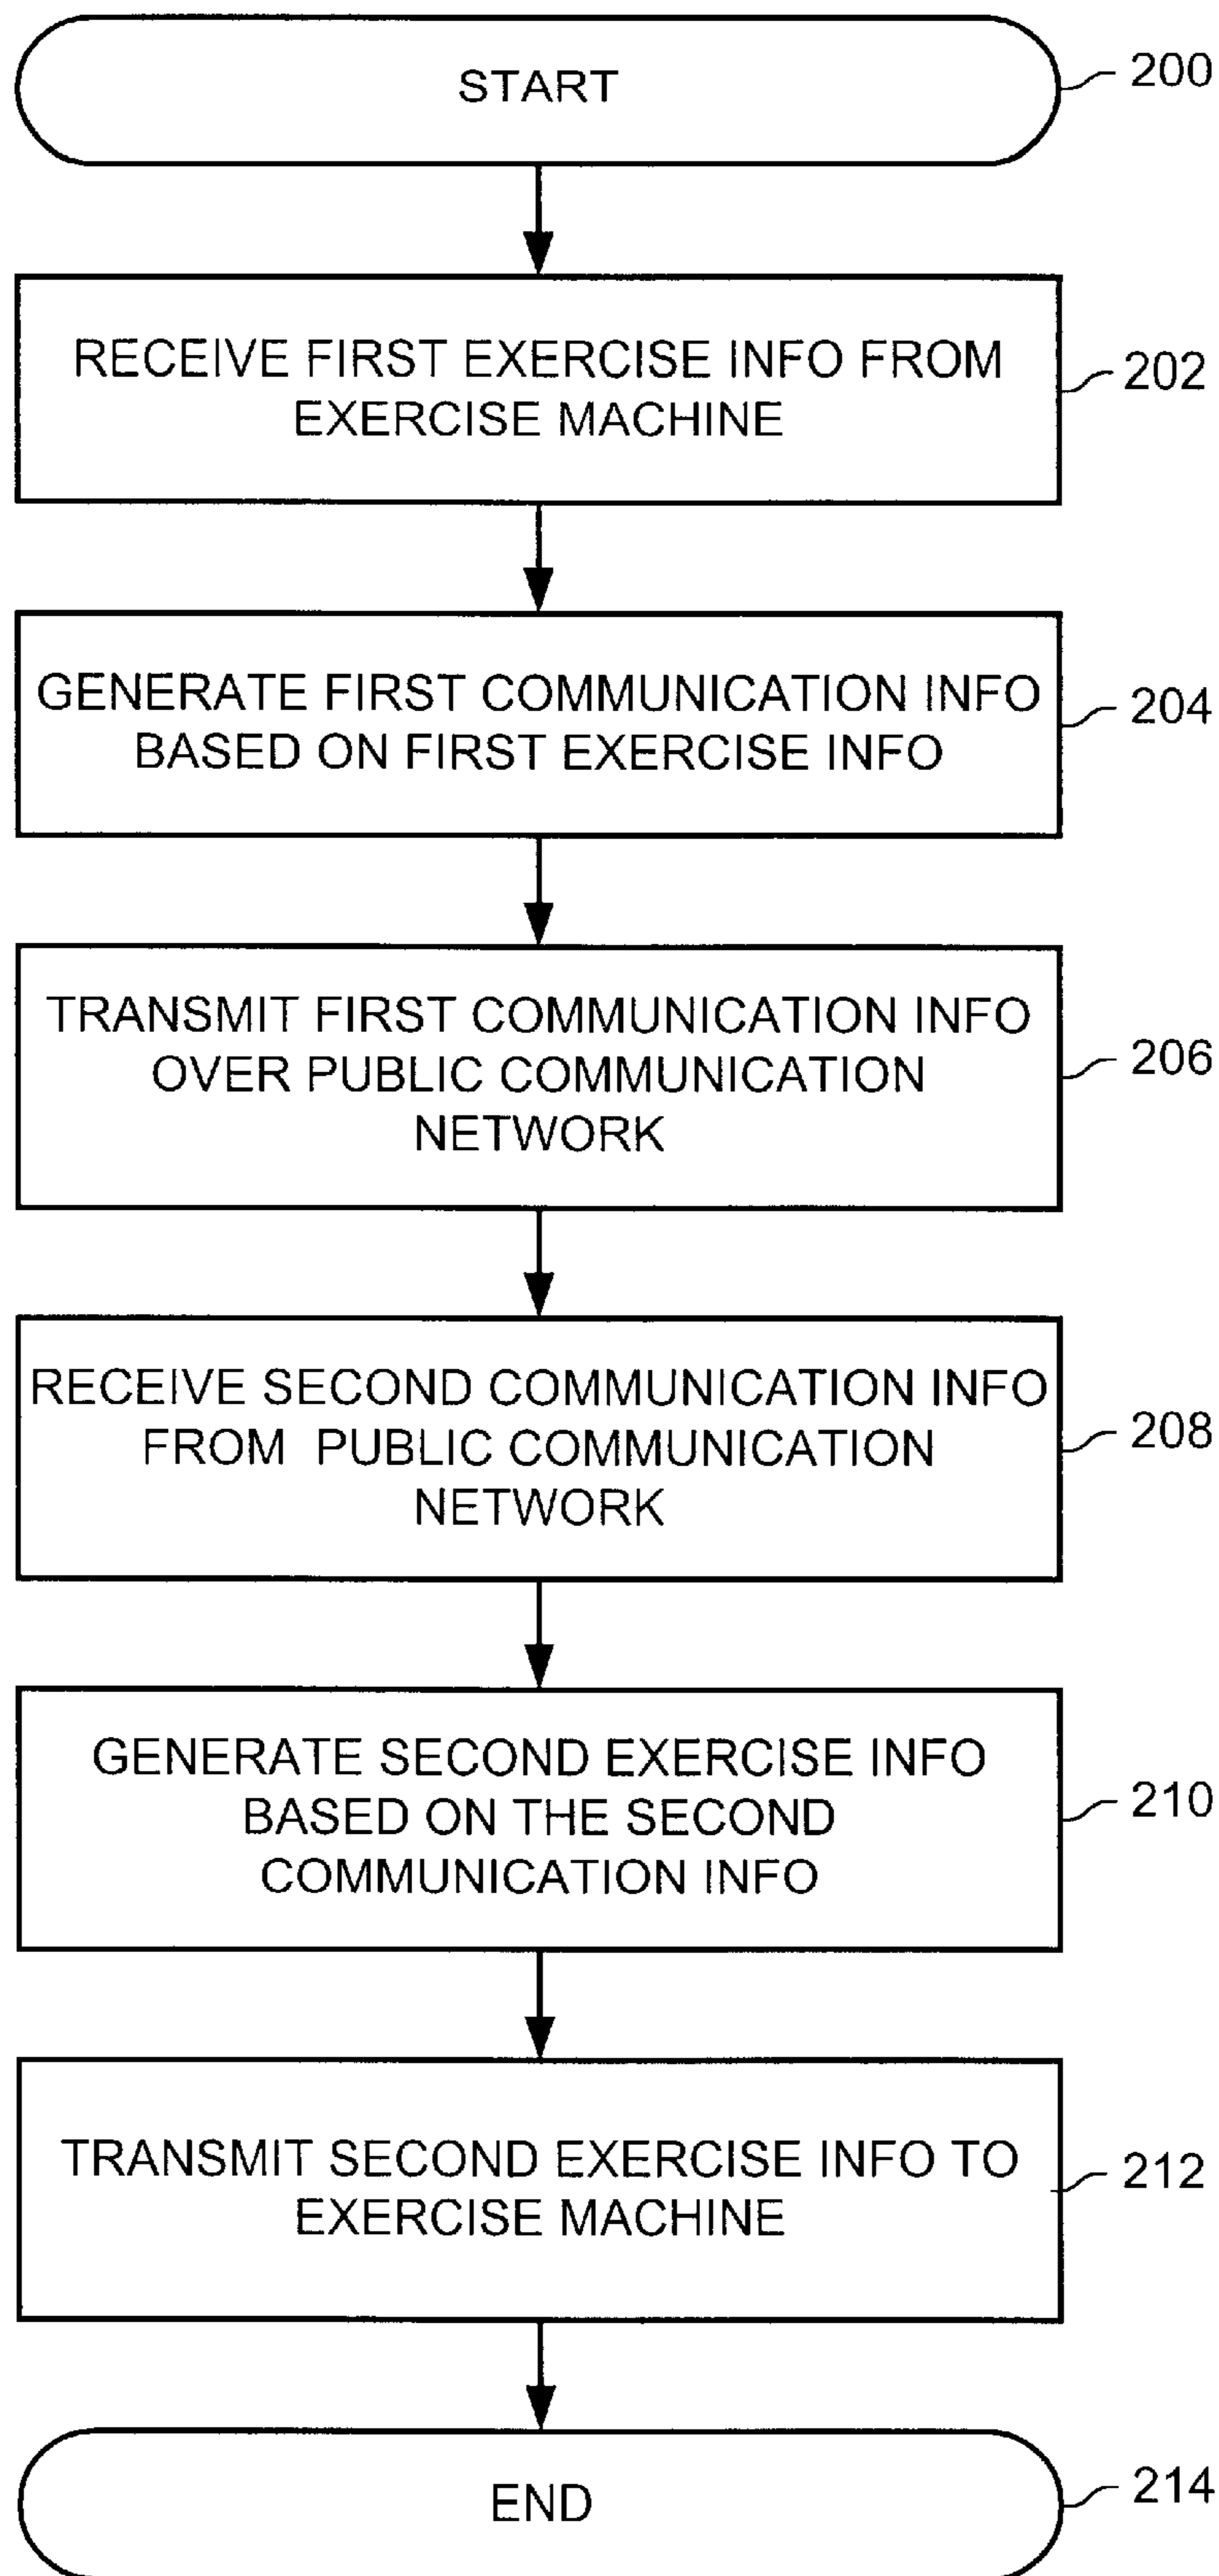 START
200
RECEIVE FIRST EXERCISE INFO FROM
EXERCISE MACHINE
202
GENERATE FIRST COMMUNICATION INFO
BASED ON FIRST EXERCISE INFO
204
TRANSMIT FIRST COMMUNICATION INFO
OVER PUBLIC COMMUNICATION
NETWORK
206
RECEIVE SECOND COMMUNICATION INFO
FROM PUBLIC COMMUNICATION
NETWORK
208
GENERATE SECOND EXERCISE INFO
BASED ON THE SECOND
COMMUNICATION INFO
210
TRANSMIT SECOND EXERCISE INFO TO
EXERCISE MACHINE
212
END
214